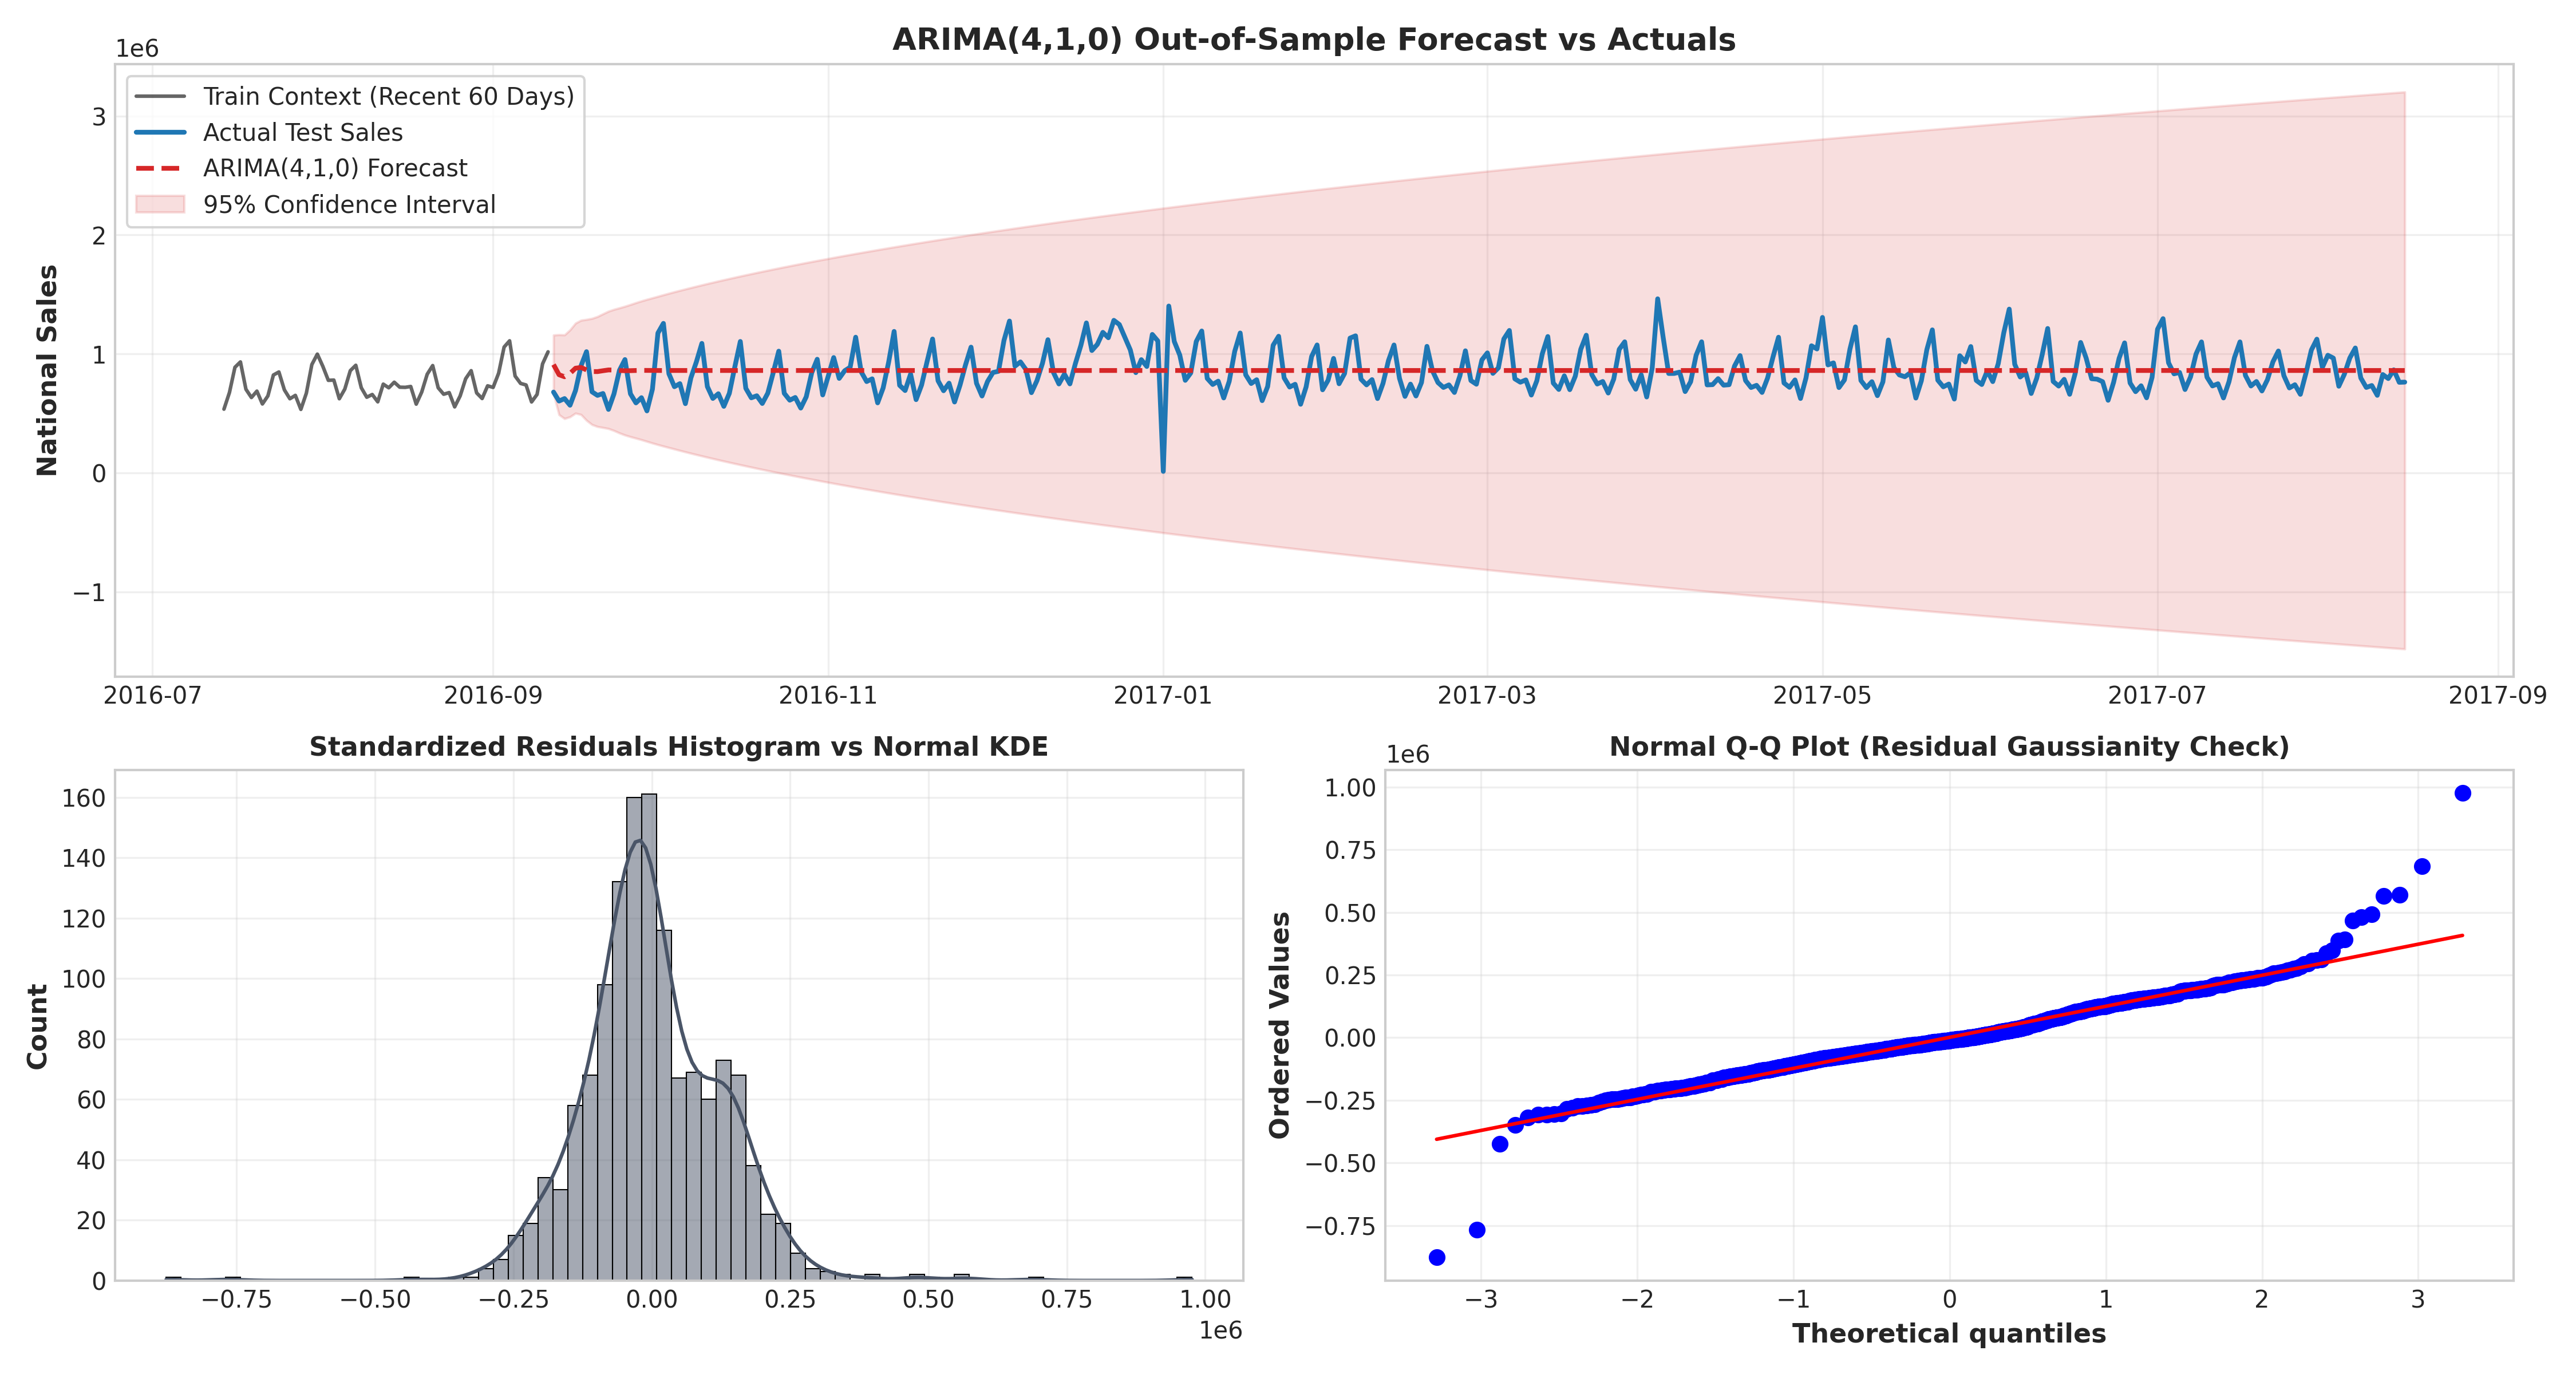 ARIMA(4,1,0) Out-of-Sample Forecast vs Actuals
1e6
Train Context (Recent 60 Days)
Actual Test Sales
ARIMA(4,1,0) Forecast
95% Confidence Interval
National Sales
3
2
1
0
−1
2016-07 2016-09 2016-11 2017-01 2017-03 2017-05 2017-07 2017-09
Standardized Residuals Histogram vs Normal KDE
Count
160
140
120
100
80
60
40
20
0
−0.75 −0.50 −0.25 0.00 0.25 0.50 0.75 1.00
1e6
Normal Q-Q Plot (Residual Gaussianity Check)
1e6
Ordered Values
1.00
0.75
0.50
0.25
0.00
−0.25
−0.50
−0.75
−3 −2 −1 0 1 2 3
Theoretical quantiles